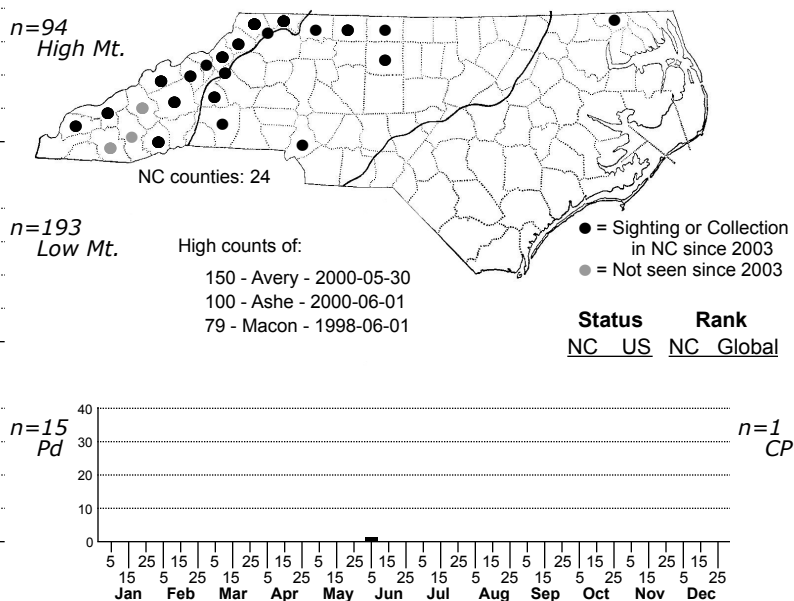 n=94
High Mt.
NC counties: 24
n=193
Low Mt.
High counts of:
150 - Avery - 2000-05-30
100 - Ashe - 2000-06-01
79 - Macon - 1998-06-01
= Sighting or Collection
in NC since 2003
= Not seen since 2003
Status Rank
NC US NC Global
n=15
Pd
n=1
CP
40
30
20
10
0
5 25 15 5 25 15 5 25 15 5 25 15 5 25 15 5 25 15
15 5 25 15 5 25 15 5 25 15 5 25 15 5 25 15 5 25
Jan Feb Mar Apr May Jun Jul Aug Sep Oct Nov Dec